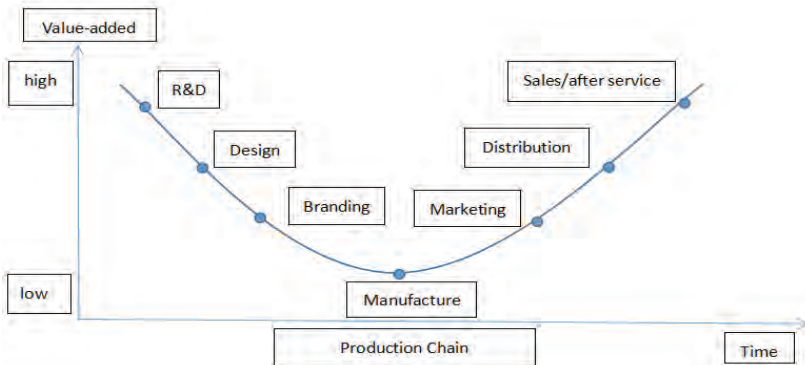 Value-added
high
R&D
Sales/after service
Design
Distribution
Branding
Marketing
low
Manufacture
Production Chain
Time